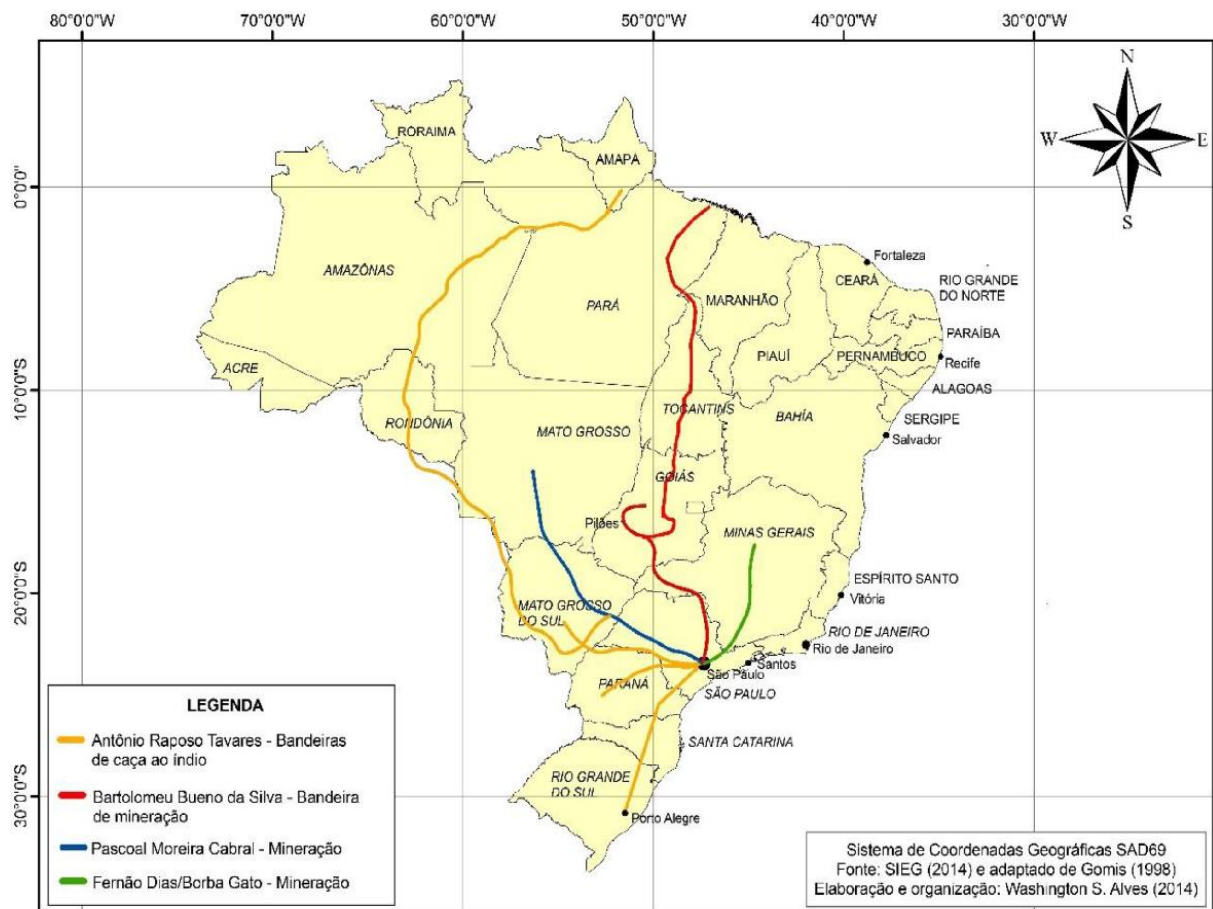 80°0'0"W 70°0'0"W 60°0'0"W 50°0'0"W 40°0'0"W 30°0'0"W
0°0'0"
10°0'0"S
20°0'0"S
30°0'0"S
N
W E
S
RORAIMA
AMAPA
AMAZÔNAS
PARÁ
MARANHÃO
CEARÁ
Fortaleza
RIO GRANDE
DO NORTE
PARAÍBA
PIAUÍ
PERNAMBUCO
Recife
ACRE
ALAGOAS
RONDÔNIA
MATO GROSSO
TOCANTINS
BAHÍA
SERGIPE
Salvador
GOIÁS
Pilões
MINAS GERAIS
ESPÍRITO SANTO
Vitória
MATO GROSSO
DO SUL
RIO DE JANEIRO
Rio de Janeiro
Santos
São Paulo
SÃO PAULO
PARANÁ
SANTA CATARINA
RIO GRANDE
DO SUL
Porto Alegre
LEGENDA
Antônio Raposo Tavares - Bandeiras
de caça ao índio
Bartolomeu Bueno da Silva - Bandeira
de mineração
Pascoal Moreira Cabral - Mineração
Fernão Dias/Borba Gato - Mineração
Sistema de Coordenadas Geográficas SAD69
Fonte: SIEG (2014) e adaptado de Gomis (1998)
Elaboração e organização: Washington S. Alves (2014)